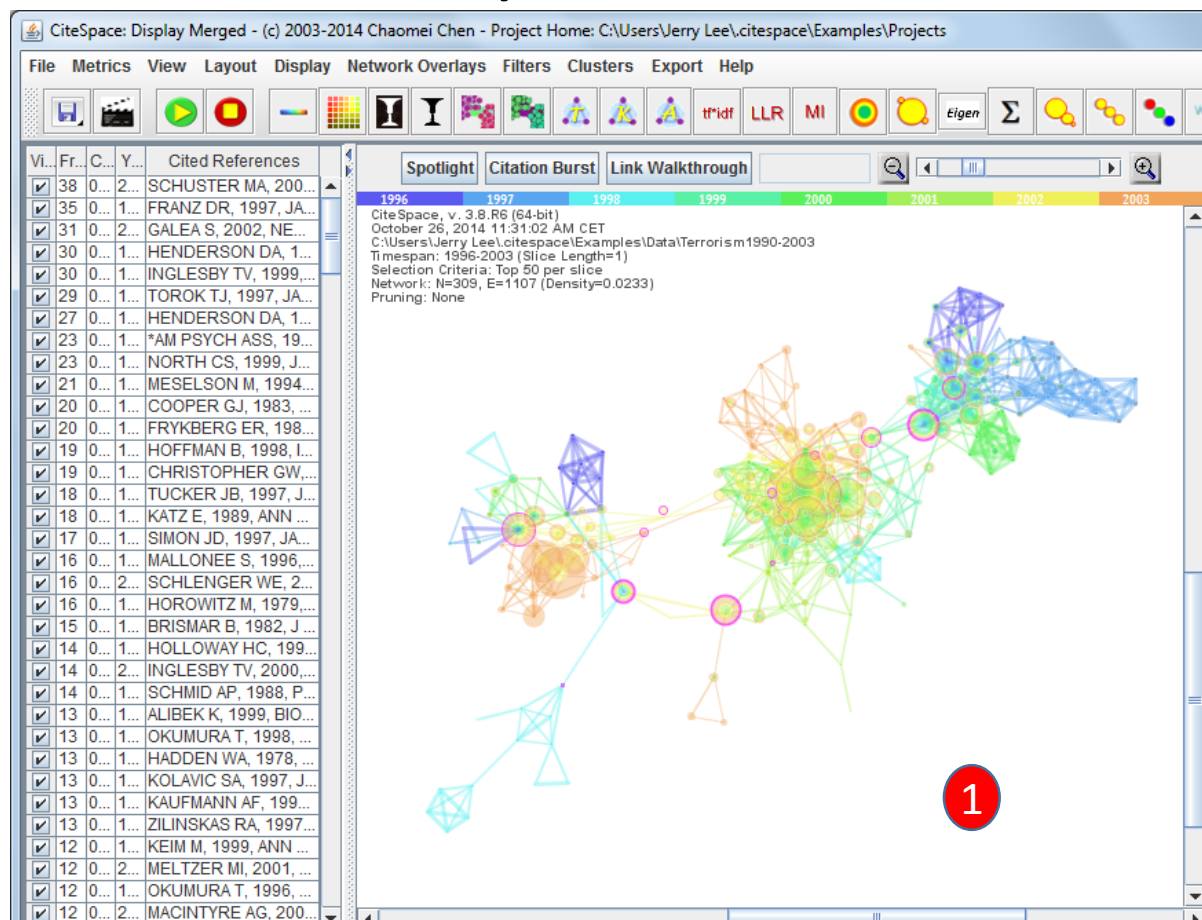 CiteSpace: Display Merged - (c) 2003-2014 Chaomei Chen - Project Home: C:\Users\Jerry Lee\.citespace\Examples\Projects
File Metrics View Layout Display Network Overlays Filters Clusters Export Help
T K A tf*idf LLR MI Eigen Σ
Vi... Fr... C... Y... Cited References
Spotlight Citation Burst Link Walkthrough
1996 1997 1998 1999 2000 2001 2002 2003
CiteSpace, v. 3.8.R6 (64-bit)
October 26, 2014 11:31:02 AM CET
C:\Users\Jerry Lee\.citespace\Examples\Data\Terrorism1990-2003
Timespan: 1996-2003 (Slice Length=1)
Selection Criteria: Top 50 per slice
Network: N=309, E=1107 (Density=0.0233)
Pruning: None
38 0... 2... SCHUSTER MA, 200...
35 0... 1... FRANZ DR, 1997, JA...
31 0... 2... GALEA S, 2002, NE...
30 0... 1... HENDERSON DA, 1...
30 0... 1... INGLESBY TV, 1999,...
29 0... 1... TOROK TJ, 1997, JA...
27 0... 1... HENDERSON DA, 1...
23 0... 1... *AM PSYCH ASS, 19...
23 0... 1... NORTH CS, 1999, J...
21 0... 1... MESELSON M, 1994...
20 0... 1... COOPER GJ, 1983, ...
20 0... 1... FRYKBERG ER, 198...
19 0... 1... HOFFMAN B, 1998, I...
19 0... 1... CHRISTOPHER GW,...
18 0... 1... TUCKER JB, 1997, J...
18 0... 1... KATZ E, 1989, ANN ...
17 0... 1... SIMON JD, 1997, JA...
16 0... 1... MALLONEE S, 1996,...
16 0... 2... SCHLENGER WE, 2...
16 0... 1... HOROWITZ M, 1979,...
15 0... 1... BRISMAR B, 1982, J ...
14 0... 1... HOLLOWAY HC, 199...
14 0... 2... INGLESBY TV, 2000,...
14 0... 1... SCHMID AP, 1988, P...
13 0... 1... ALIBEK K, 1999, BIO...
13 0... 1... OKUMURA T, 1998, ...
13 0... 1... HADDEN WA, 1978, ...
13 0... 1... KOLAVIC SA, 1997, J...
13 0... 1... KAUFMANN AF, 199...
13 0... 1... ZILINSKAS RA, 1997...
12 0... 1... KEIM M, 1999, ANN ...
12 0... 2... MELTZER MI, 2001, ...
12 0... 1... OKUMURA T, 1996, ...
12 0... 2... MACINTYRE AG, 200...
1